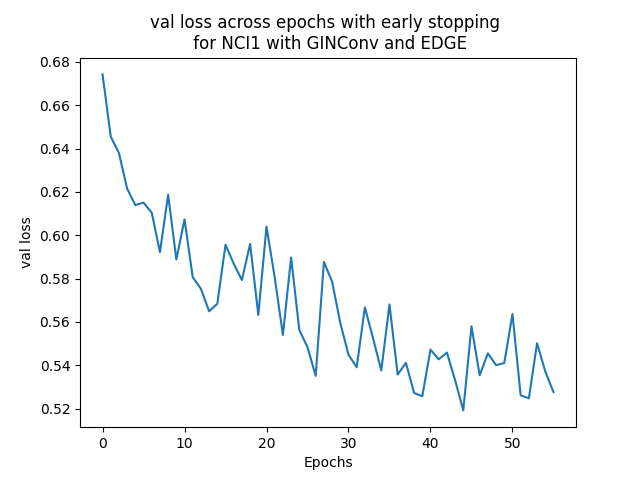 val loss across epochs with early stopping
for NCI1 with GINConv and EDGE
0.68
0.66
0.64
0.62
0.60
0.58
0.56
0.54
0.52
val loss
0 10 20 30 40 50
Epochs